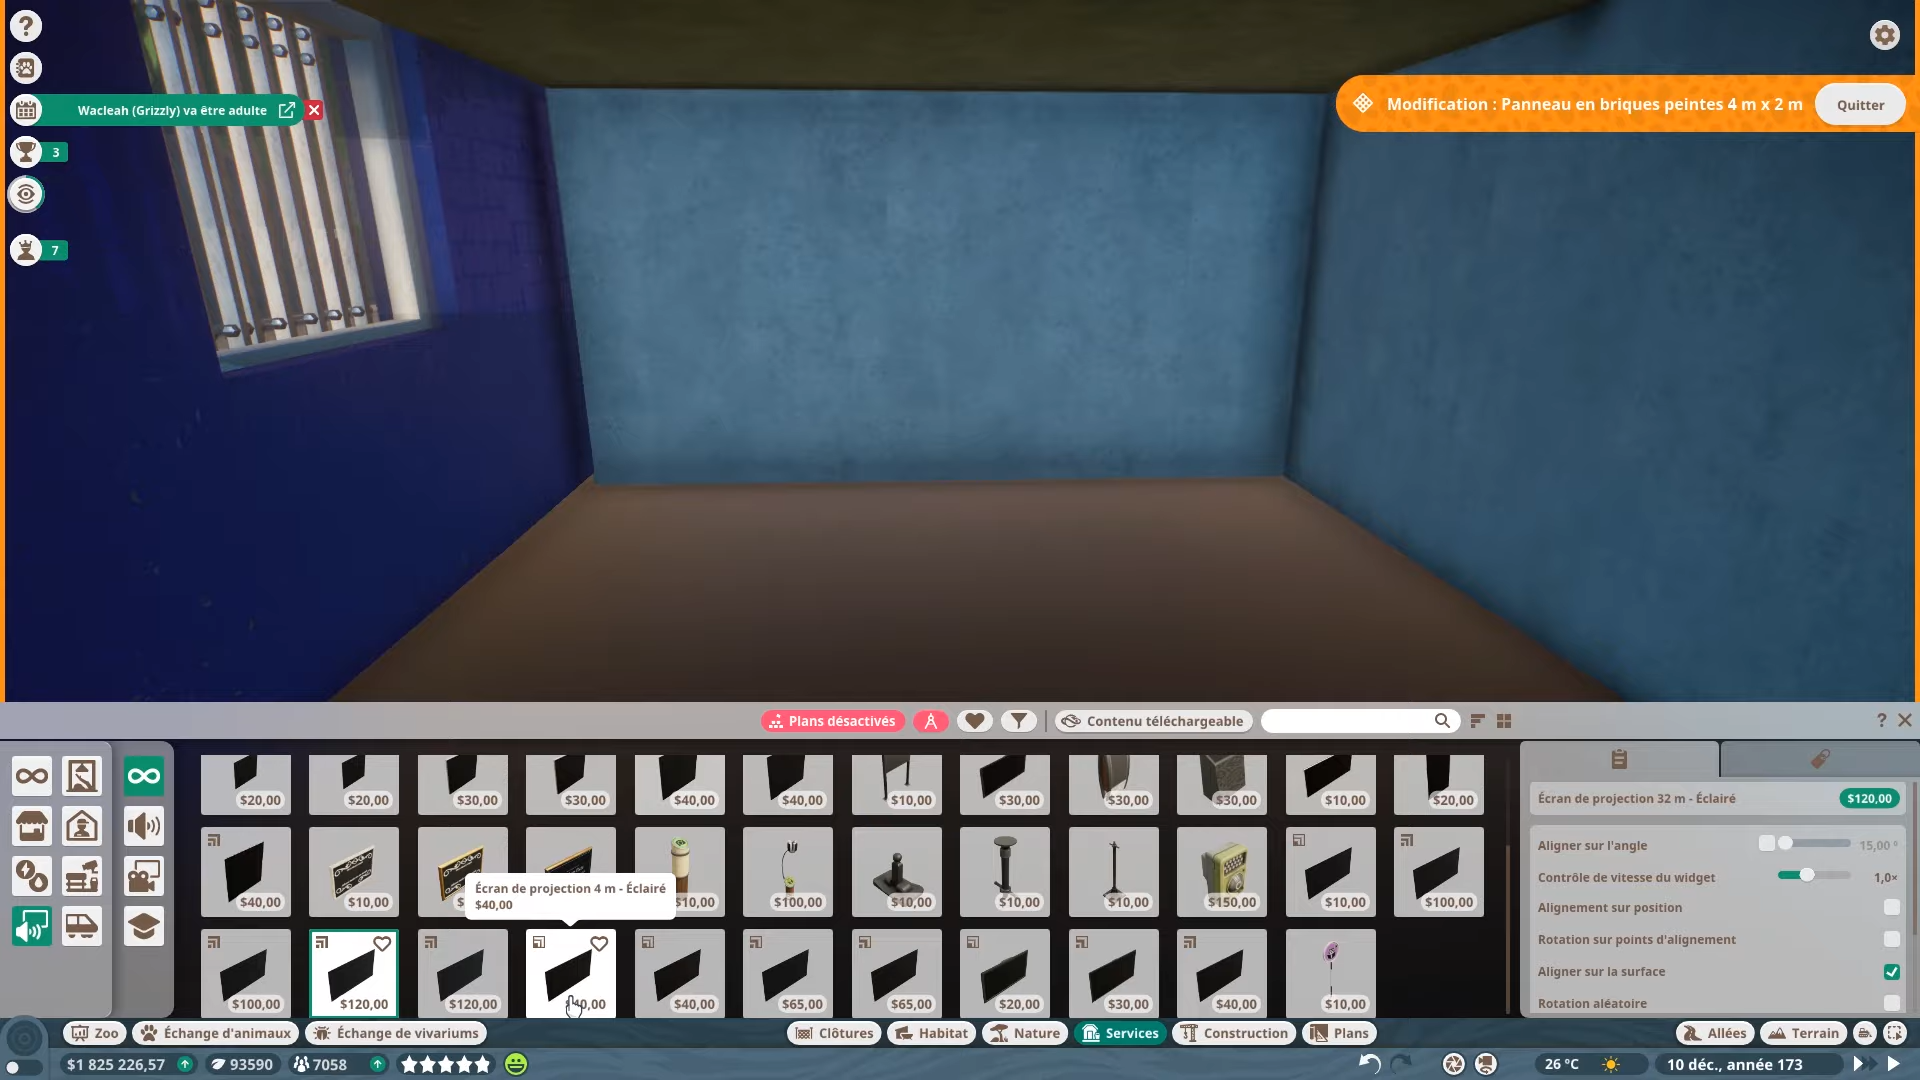 ?
Wacleah (Grizzly) va être adulte
3
7
Modification : Panneau en briques peintes 4 m x 2 m
Quitter
Plans désactivés
Contenu téléchargeable
?
$20,00 $20,00 $30,00 $30,00 $40,00 $40,00 $10,00 $30,00 $30,00 $30,00 $10,00 $20,00
$40,00 $10,00 $10,00 $100,00 $10,00 $10,00 $10,00 $150,00 $10,00 $100,00
Écran de projection 4 m - Éclairé
$40,00
$100,00 $120,00 $120,00 $40,00 $65,00 $65,00 $20,00 $30,00 $40,00 $10,00
Écran de projection 32 m - Éclairé $120,00
Aligner sur l'angle 15,00 °
Contrôle de vitesse du widget 1,0×
Alignement sur position
Rotation sur points d'alignement
Aligner sur la surface
Rotation aléatoire
Zoo Échange d'animaux Échange de vivariums Clôtures Habitat Nature Services Construction Plans Allées Terrain
$1 825 226,57 93590 7058 26 °C 10 déc., année 173